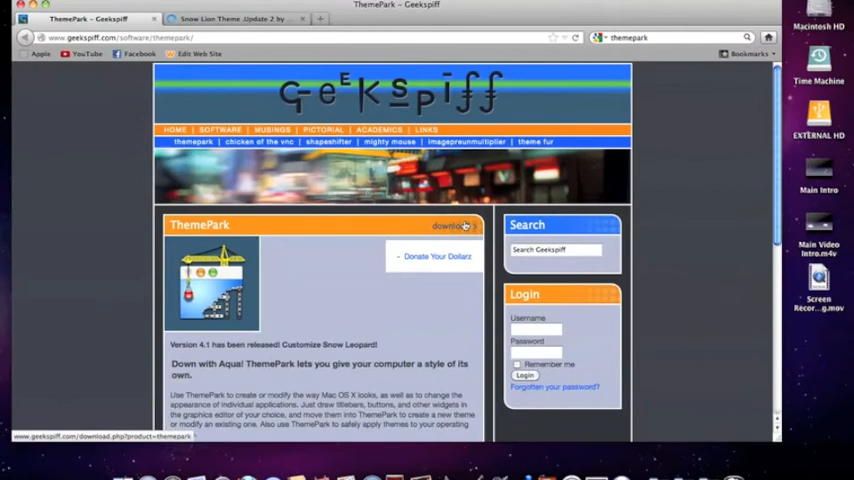 ThemePark – Geekspiff
ThemePark – Geekspiff
Snow Lion Theme .Update 2 by ...
www.geekspiff.com/software/themepark/
themepark
Apple
YouTube
Facebook
Edit Web Site
Bookmarks
GeEkspiff
HOME | SOFTWARE | MUSINGS | PICTORIAL | ACADEMICS | LINKS
themepark | chicken of the vnc | shapeshifter | mighty mouse | imagepreunmultiplier | theme fur
ThemePark
download
- Donate Your Dollarz
Version 4.1 has been released! Customize Snow Leopard!
Down with Aqua! ThemePark lets you give your computer a style of its
own.
Use ThemePark to create or modify the way Mac OS X looks, as well as to change
the appearance of individual applications. Just draw titlebars, buttons, and other widgets in
the graphics editor of your choice, and move them into ThemePark to create a new theme
or modify an existing one. Also use ThemePark to safely apply themes to your operating
Search
Search Geekspiff
Login
Username
Password
Remember me
Login
Forgotten your password?
www.geekspiff.com/download.php?product=themepark
Macintosh HD
Time Machine
EXTERNAL HD
Main Intro
Main Video
Intro.m4v
Screen
Recor...g.mov